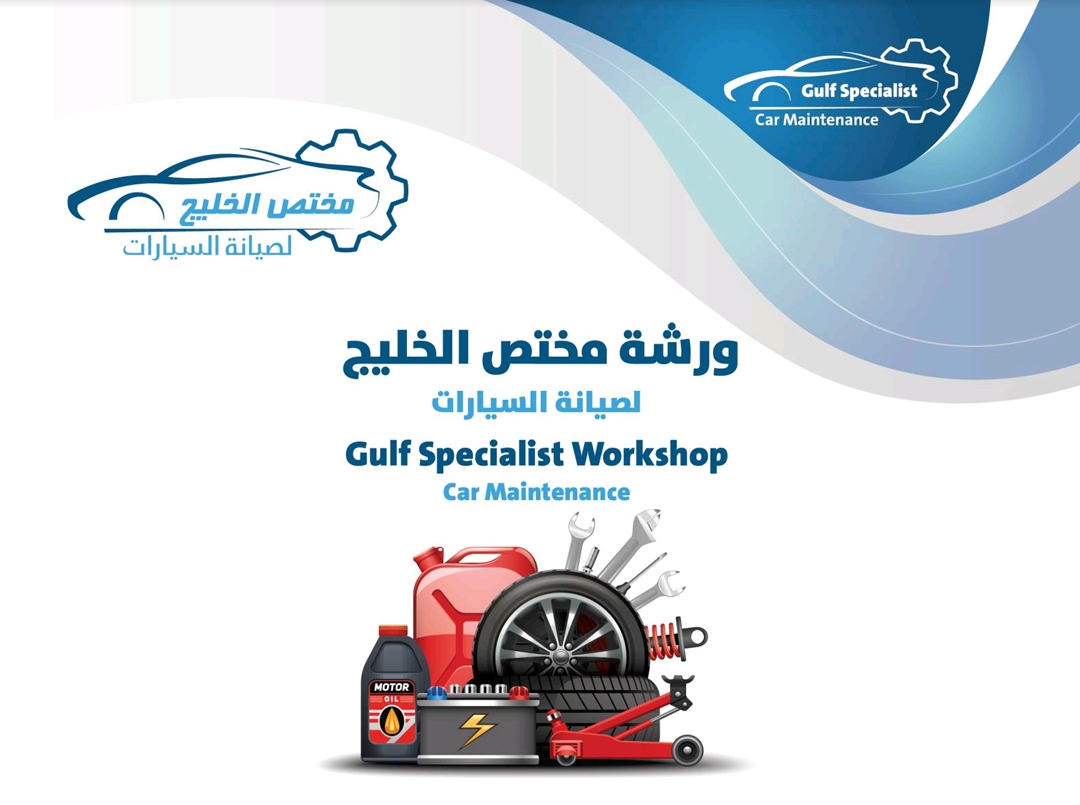 Gulf Specialist
Car Maintenance
مختص الخليج
لصيانة السيارات
ورشة مختص الخليج
لصيانة السيارات
Gulf Specialist Workshop
Car Maintenance
MOTOR
OIL